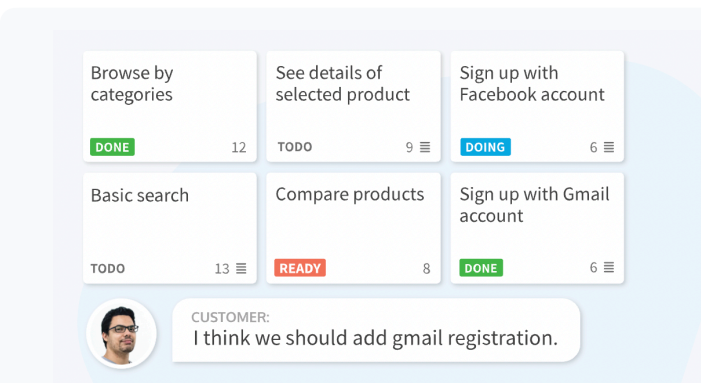 Browse by
categories
DONE 12
See details of
selected product
TODO 9
Sign up with
Facebook account
DOING 6
Basic search
TODO 13
Compare products
READY 8
Sign up with Gmail
account
DONE 6
CUSTOMER:
I think we should add gmail registration.